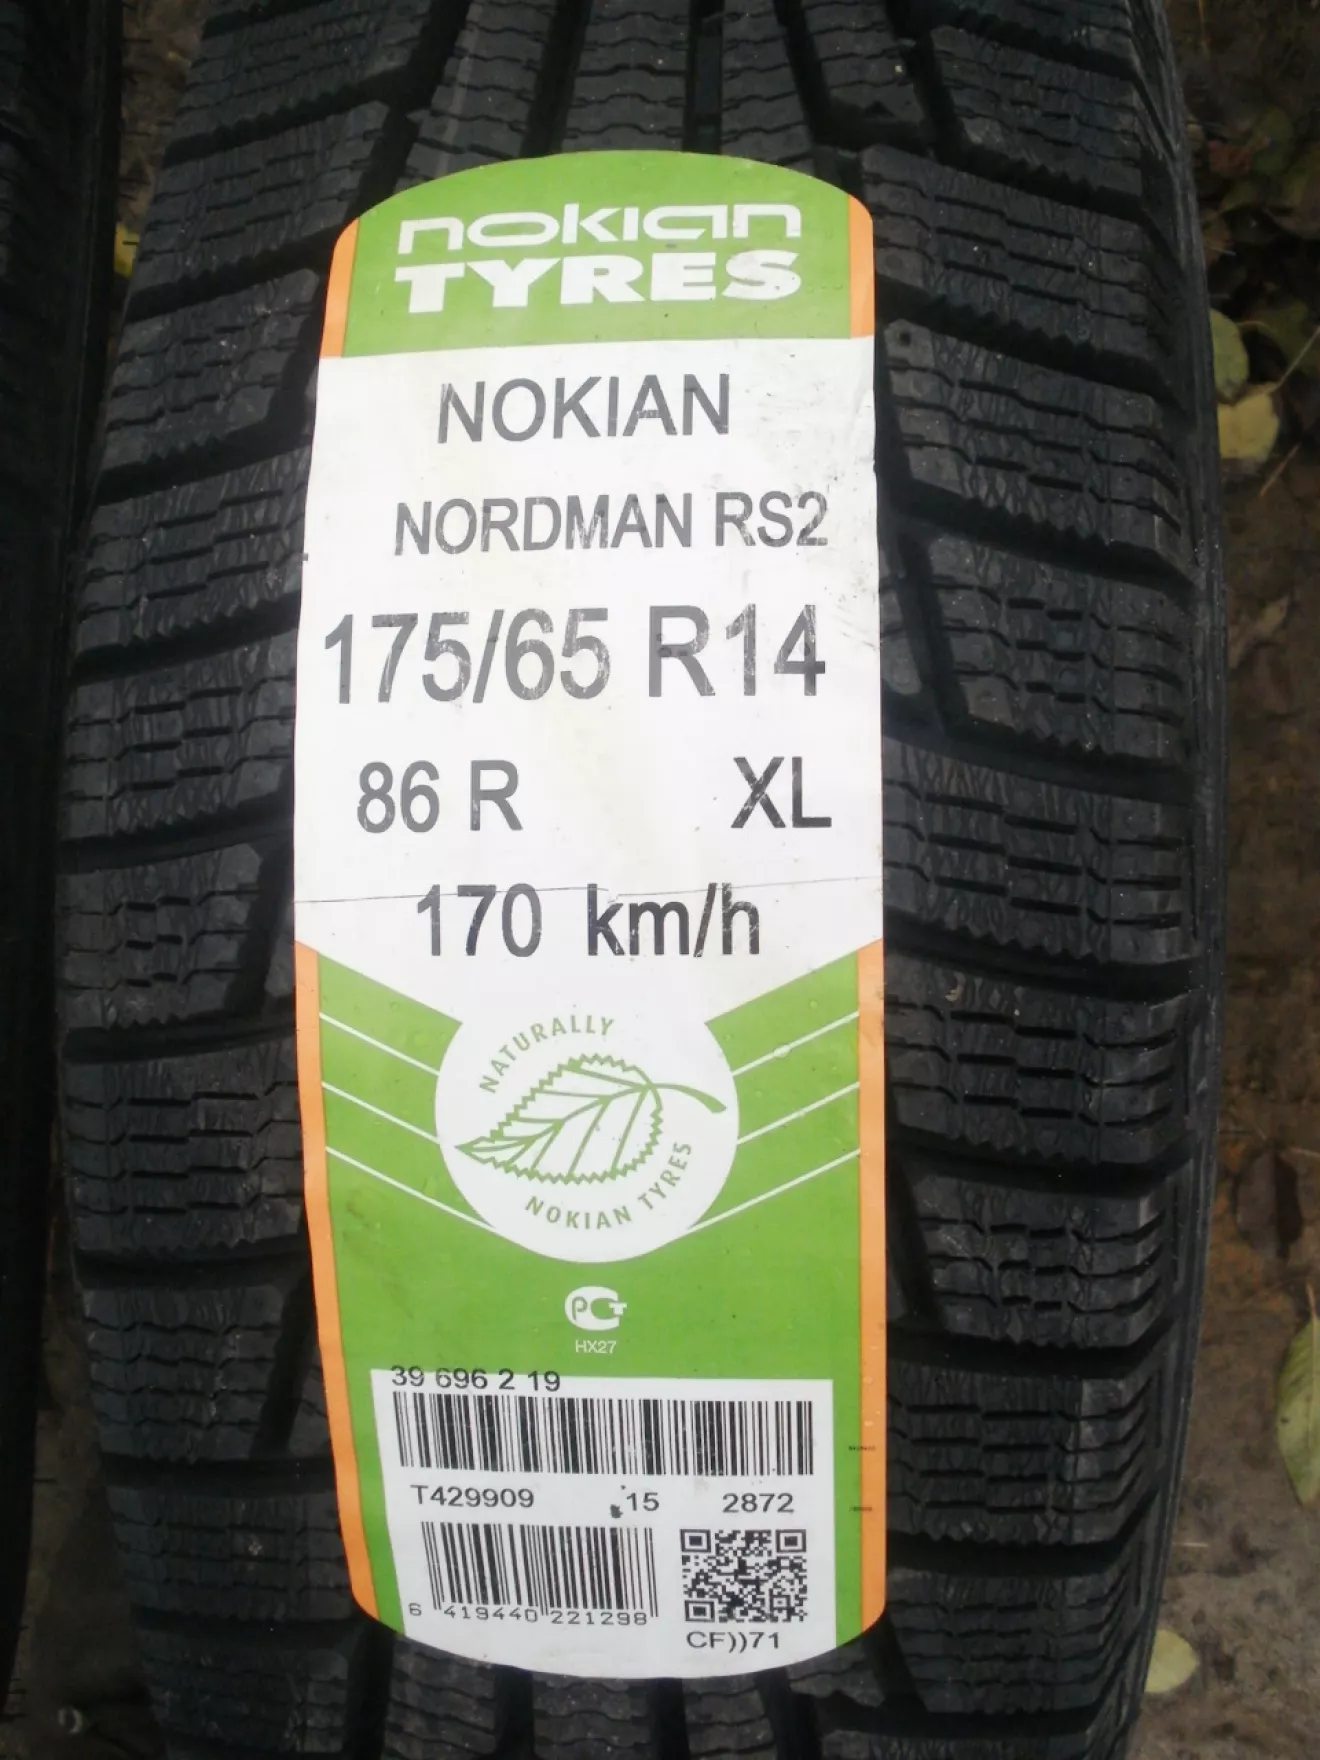 NOKIAN
TYRES
NOKIAN
NORDMAN RS2
175/65 R14
86 R XL
170 km/h
NATURALLY
NOKIAN TYRES
РСТ
HX27
39 696 2 19
T429909 15 2872
6 419440 221298
CF))71